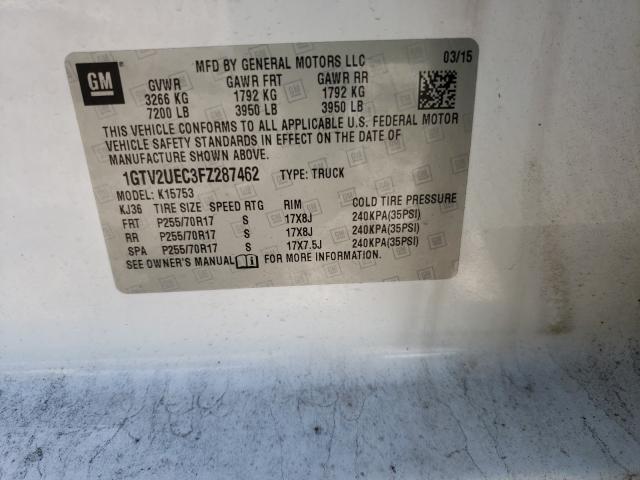 MFD BY GENERAL MOTORS LLC 03/15
GM
GVWR GAWR FRT GAWR RR
3266 KG 1792 KG 1792 KG
7200 LB 3950 LB 3950 LB
THIS VEHICLE CONFORMS TO ALL APPLICABLE U.S. FEDERAL MOTOR
VEHICLE SAFETY STANDARDS IN EFFECT ON THE DATE OF
MANUFACTURE SHOWN ABOVE.
1GTV2UEC3FZ287462 TYPE: TRUCK
MODEL: K15753
KJ36 TIRE SIZE SPEED RTG RIM COLD TIRE PRESSURE
FRT P255/70R17 S 17X8J 240KPA(35PSI)
RR P255/70R17 S 17X8J 240KPA(35PSI)
SPA P255/70R17 S 17X7.5J 240KPA(35PSI)
SEE OWNER'S MANUAL FOR MORE INFORMATION.